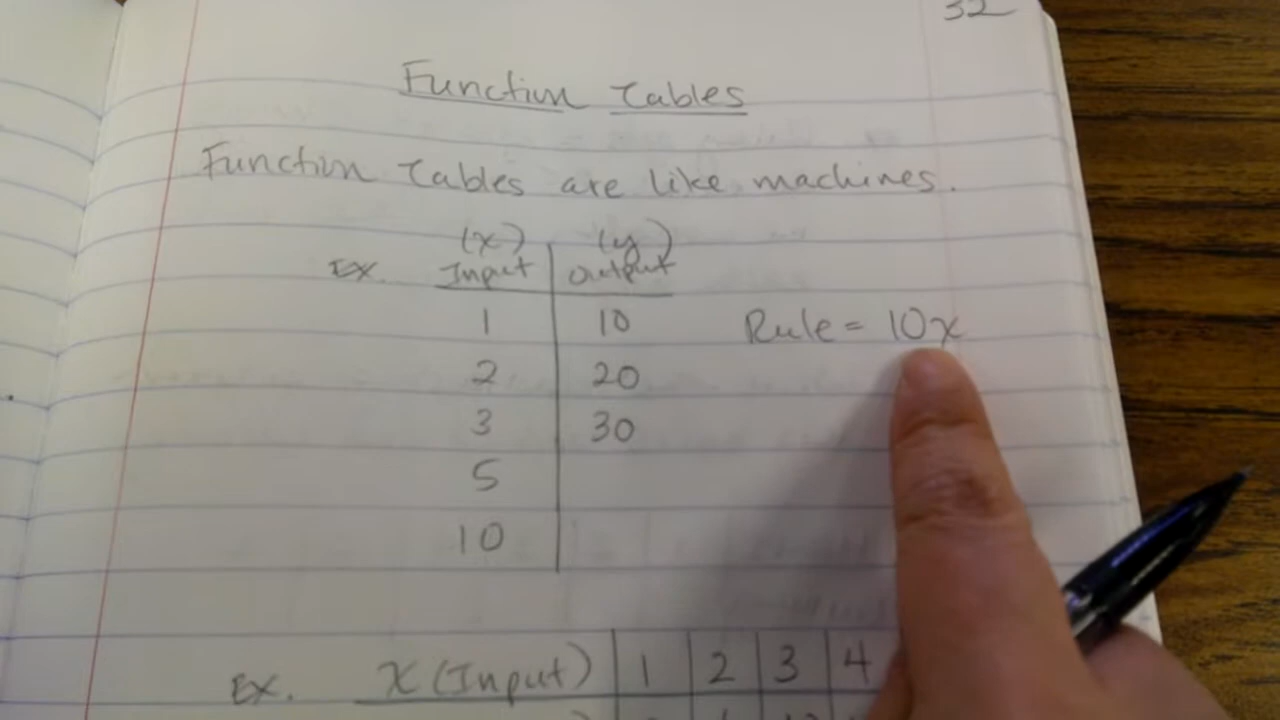 32
Function Tables
Function Tables are like machines.
(x) (y)
Ex. Input Output
1 10 Rule = 10x
2 20
3 30
5
10
Ex. x (Input) 1 2 3 4